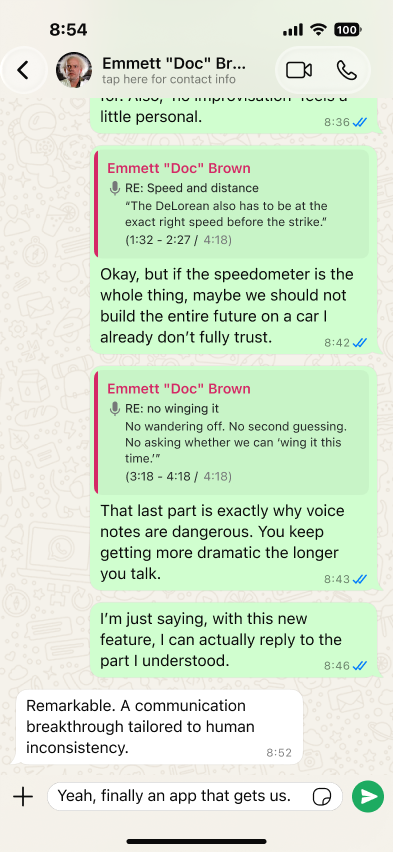 8:54
100
Emmett "Doc" Br...
tap here for contact info
for. Also, “no improvisation” feels a
little personal.
8:36
Emmett "Doc" Brown
RE: Speed and distance
“The DeLorean also has to be at the
exact right speed before the strike.”
(1:32 - 2:27 / 4:18)
Okay, but if the speedometer is the
whole thing, maybe we should not
build the entire future on a car I
already don’t fully trust.
8:42
Emmett "Doc" Brown
RE: no winging it
No wandering off. No second guessing.
No asking whether we can ‘wing it this
time.’”
(3:18 - 4:18 / 4:18)
That last part is exactly why voice
notes are dangerous. You keep
getting more dramatic the longer
you talk.
8:43
I’m just saying, with this new
feature, I can actually reply to the
part I understood.
8:46
Remarkable. A communication
breakthrough tailored to human
inconsistency.
8:52
Yeah, finally an app that gets us.